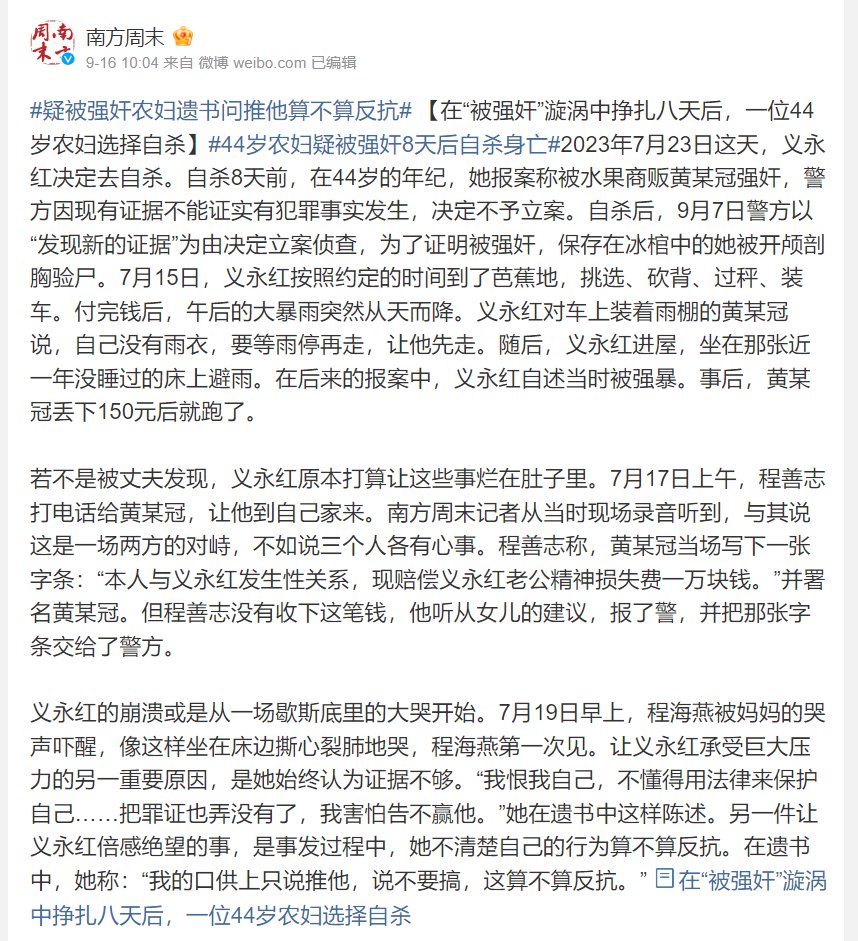 南方周末
南方周末
9-16 10:04 来自 微博 weibo.com 已编辑
#疑被强奸农妇遗书问推他算不算反抗# 【在“被强奸”漩涡中挣扎八天后，一位44
岁农妇选择自杀】#44岁农妇疑被强奸8天后自杀身亡#2023年7月23日这天，义永
红决定去自杀。自杀8天前，在44岁的年纪，她报案称被水果商贩黄某冠强奸，警
方因现有证据不能证实有犯罪事实发生，决定不予立案。自杀后，9月7日警方以
“发现新的证据”为由决定立案侦查，为了证明被强奸，保存在冰棺中的她被开颅剖
胸验尸。7月15日，义永红按照约定的时间到了芭蕉地，挑选、砍背、过秤、装
车。付完钱后，午后的大暴雨突然从天而降。义永红对车上装着雨棚的黄某冠
说，自己没有雨衣，要等雨停再走，让他先走。随后，义永红进屋，坐在那张近
一年没睡过的床上避雨。在后来的报案中，义永红自述当时被强暴。事后，黄某
冠丢下150元后就跑了。
若不是被丈夫发现，义永红原本打算让这些事烂在肚子里。7月17日上午，程善志
打电话给黄某冠，让他到自己家来。南方周末记者从当时现场录音听到，与其说
这是一场两方的对峙，不如说三个人各有心事。程善志称，黄某冠当场写下一张
字条：“本人与义永红发生性关系，现赔偿义永红老公精神损失费一万块钱。”并署
名黄某冠。但程善志没有收下这笔钱，他听从女儿的建议，报了警，并把那张字
条交给了警方。
义永红的崩溃或是从一场歇斯底里的大哭开始。7月19日早上，程海燕被妈妈的哭
声吓醒，像这样坐在床边撕心裂肺地哭，程海燕第一次见。让义永红承受巨大压
力的另一重要原因，是她始终认为证据不够。“我恨我自己，不懂得用法律来保护
自己……把罪证也弄没有了，我害怕告不赢他。”她在遗书中这样陈述。另一件让
义永红倍感绝望的事，是事发过程中，她不清楚自己的行为算不算反抗。在遗书
中，她称：“我的口供上只说推他，说不要搞，这算不算反抗。” 在“被强奸”漩涡
中挣扎八天后，一位44岁农妇选择自杀